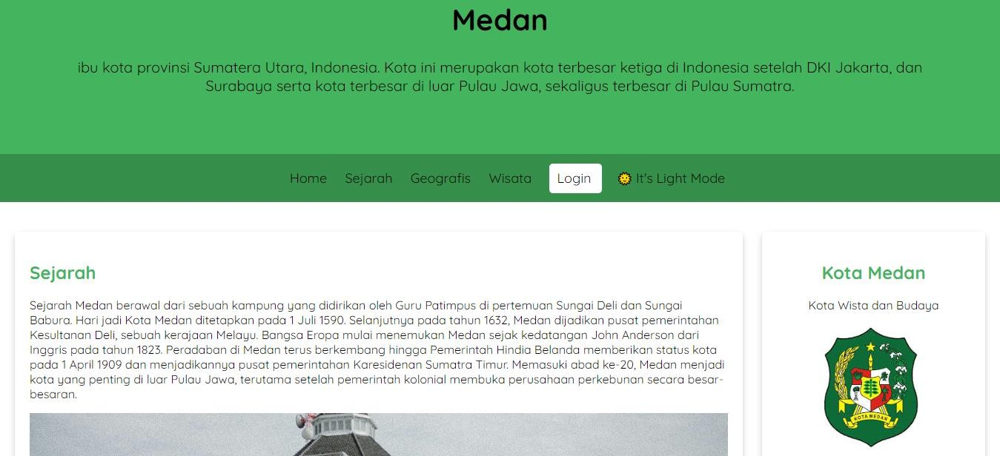 Medan
ibu kota provinsi Sumatera Utara, Indonesia. Kota ini merupakan kota terbesar ketiga di Indonesia setelah DKI Jakarta, dan
Surabaya serta kota terbesar di luar Pulau Jawa, sekaligus terbesar di Pulau Sumatra.
Home Sejarah Geografis Wisata Login 🌞 It's Light Mode
Sejarah
Sejarah Medan berawal dari sebuah kampung yang didirikan oleh Guru Patimpus di pertemuan Sungai Deli dan Sungai
Babura. Hari jadi Kota Medan ditetapkan pada 1 Juli 1590. Selanjutnya pada tahun 1632, Medan dijadikan pusat pemerintahan
Kesultanan Deli, sebuah kerajaan Melayu. Bangsa Eropa mulai menemukan Medan sejak kedatangan John Anderson dari
Inggris pada tahun 1823. Peradaban di Medan terus berkembang hingga Pemerintah Hindia Belanda memberikan status kota
pada 1 April 1909 dan menjadikannya pusat pemerintahan Karesidenan Sumatra Timur. Memasuki abad ke-20, Medan menjadi
kota yang penting di luar Pulau Jawa, terutama setelah pemerintah kolonial membuka perusahaan perkebunan secara besar-
besaran.
Kota Medan
Kota Wista dan Budaya
KOTA MEDAN